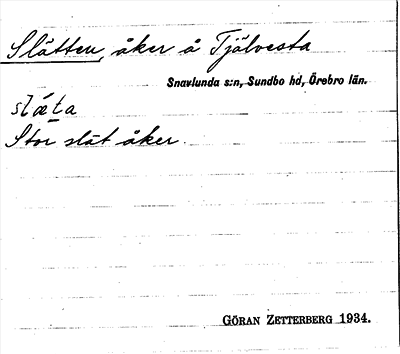 Slätten, åker å Tjälvesta
Snavlunda s:n, Sundbo hd, Örebro län.
slæta
Stor slät åker.
GÖRAN ZETTERBERG 1934.